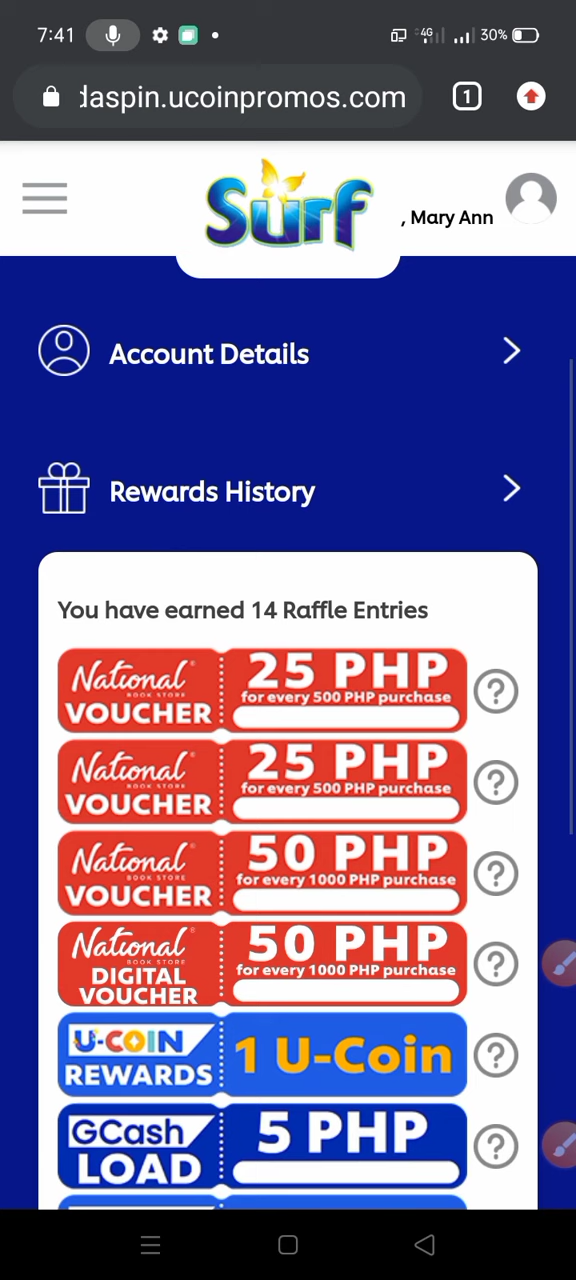 7:41
4G
30%
daspin.ucoinpromos.com
1
Surf
, Mary Ann
Account Details
Rewards History
You have earned 14 Raffle Entries
National
BOOK STORE
VOUCHER
25 PHP
for every 500 PHP purchase
?
National
BOOK STORE
VOUCHER
25 PHP
for every 500 PHP purchase
?
National
BOOK STORE
VOUCHER
50 PHP
for every 1000 PHP purchase
?
National
BOOK STORE
DIGITAL
VOUCHER
50 PHP
for every 1000 PHP purchase
?
U-COIN
REWARDS
1 U-Coin
?
GCash
LOAD
5 PHP
?